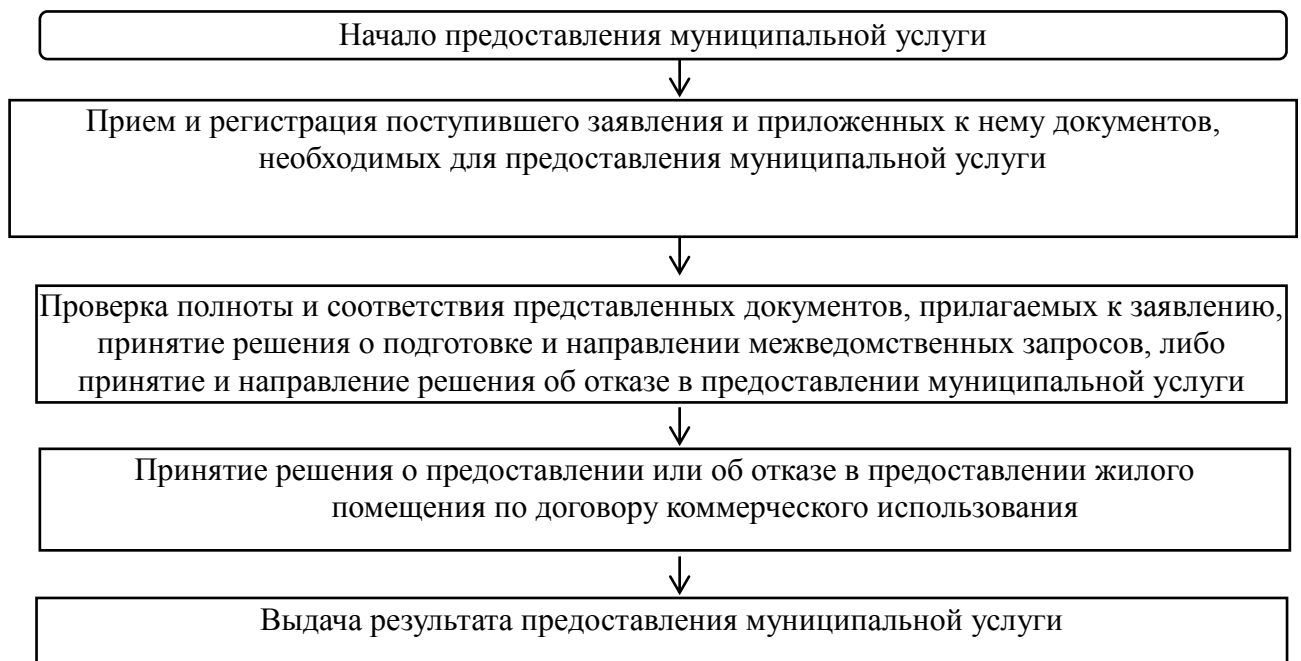 Начало предоставления муниципальной услуги
Прием и регистрация поступившего заявления и приложенных к нему документов,
необходимых для предоставления муниципальной услуги
Проверка полноты и соответствия представленных документов, прилагаемых к заявлению,
принятие решения о подготовке и направлении межведомственных запросов, либо
принятие и направление решения об отказе в предоставлении муниципальной услуги
Принятие решения о предоставлении или об отказе в предоставлении жилого
помещения по договору коммерческого использования
Выдача результата предоставления муниципальной услуги